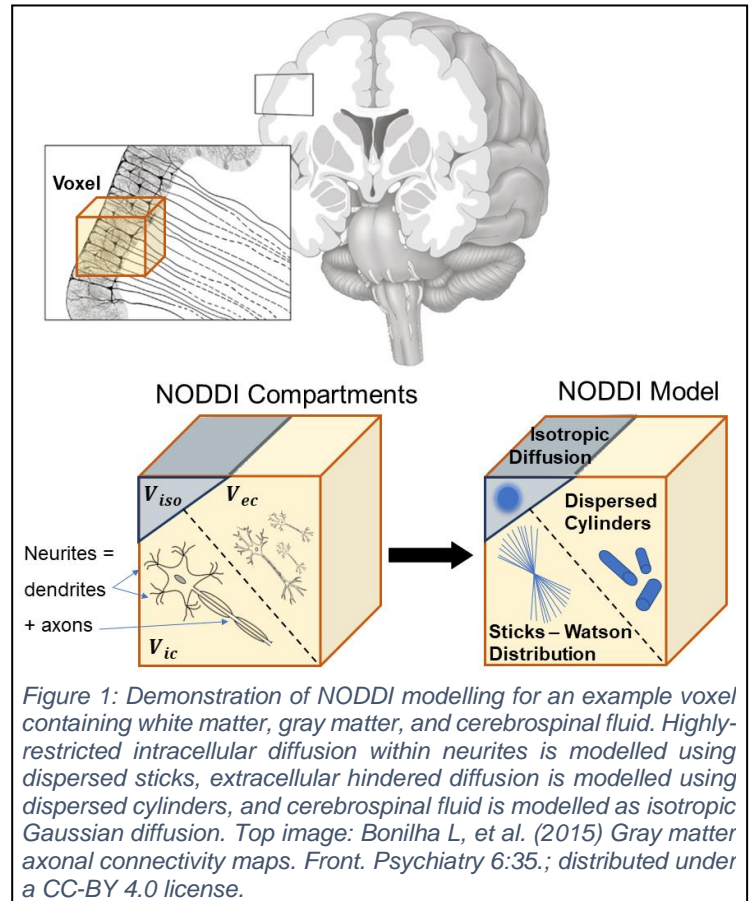 Voxel
NODDI Compartments
NODDI Model
V_iso
V_ec
Neurites =
dendrites
+ axons
V_ic
Isotropic
Diffusion
Dispersed
Cylinders
Sticks – Watson
Distribution
Figure 1: Demonstration of NODDI modelling for an example voxel
containing white matter, gray matter, and cerebrospinal fluid. Highly-
restricted intracellular diffusion within neurites is modelled using
dispersed sticks, extracellular hindered diffusion is modelled using
dispersed cylinders, and cerebrospinal fluid is modelled as isotropic
Gaussian diffusion. Top image: Bonilha L, et al. (2015) Gray matter
axonal connectivity maps. Front. Psychiatry 6:35.; distributed under
a CC-BY 4.0 license.